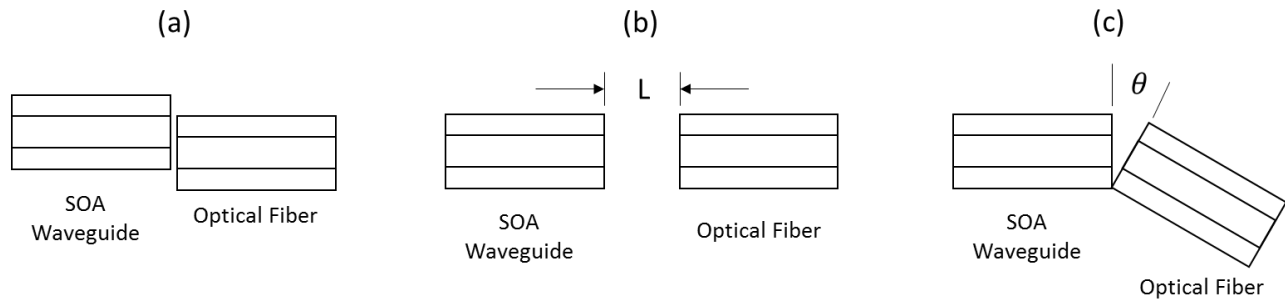 (a)
(b)
(c)
L
θ
SOA
Waveguide
Optical Fiber
SOA
Waveguide
Optical Fiber
SOA
Waveguide
Optical Fiber